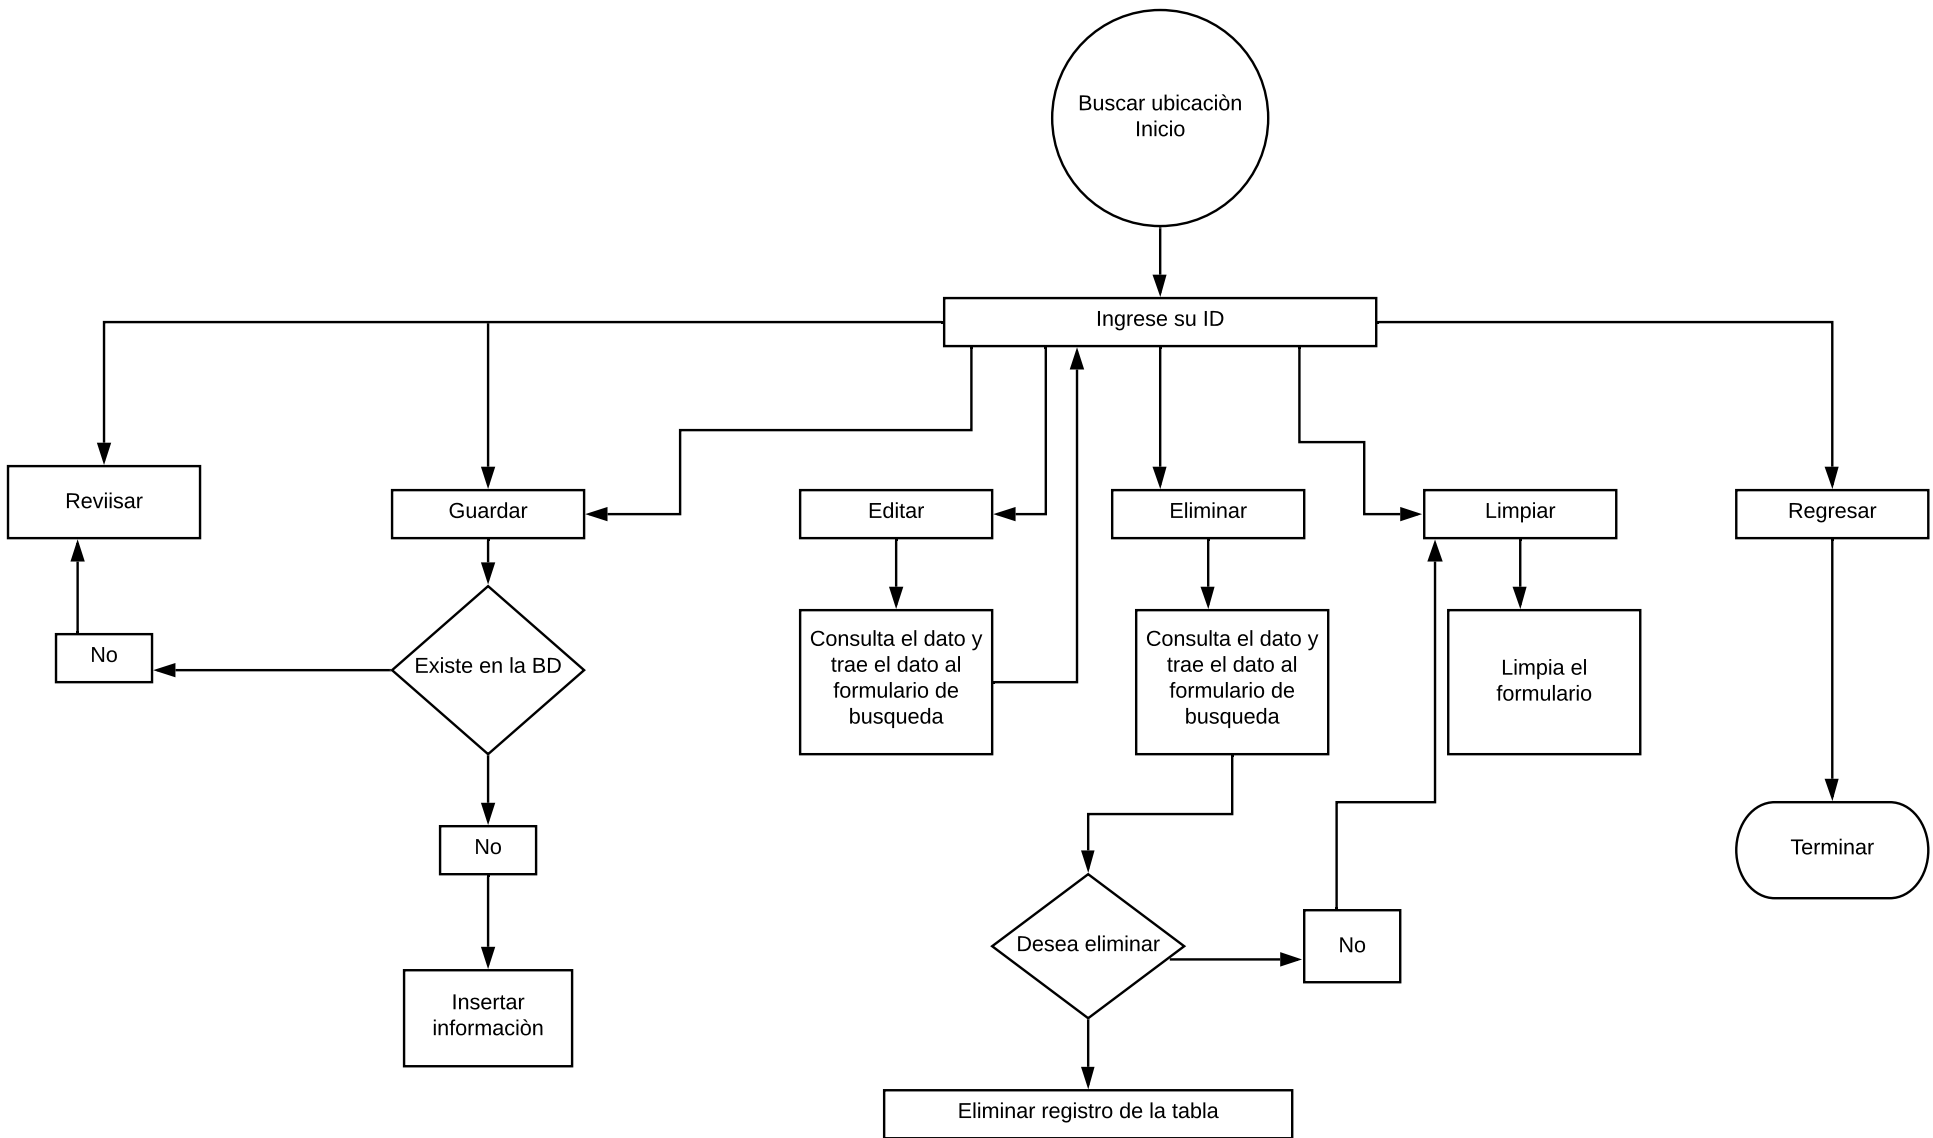 Buscar ubicaciòn
Inicio
Ingrese su ID
Reviisar
Guardar
Editar
Eliminar
Limpiar
Regresar
No
Existe en la BD
Consulta el dato y
trae el dato al
formulario de
busqueda
Consulta el dato y
trae el dato al
formulario de
busqueda
Limpia el
formulario
No
Terminar
Desea eliminar
No
Insertar
informaciòn
Eliminar registro de la tabla